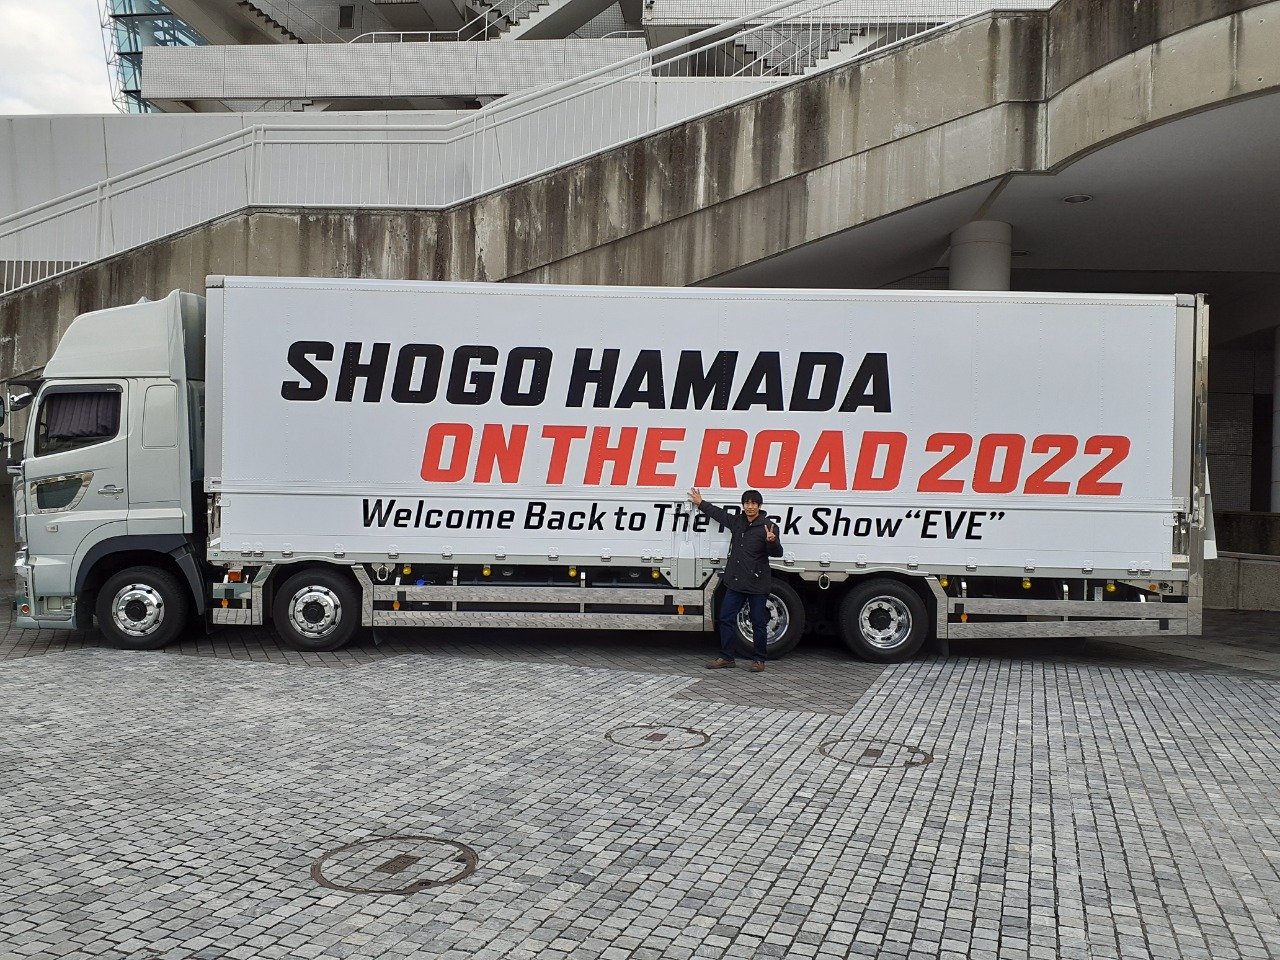 SHOGO HAMADA
ON THE ROAD 2022
Welcome Back to The Show “EVE”